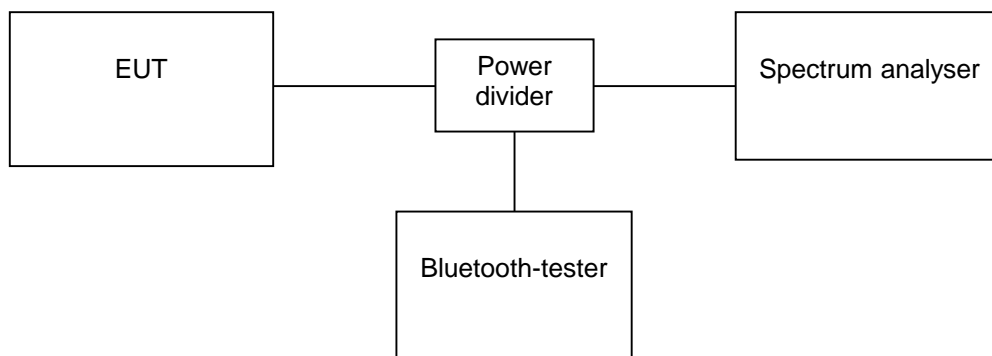 EUT
Power
divider
Spectrum analyser
Bluetooth-tester